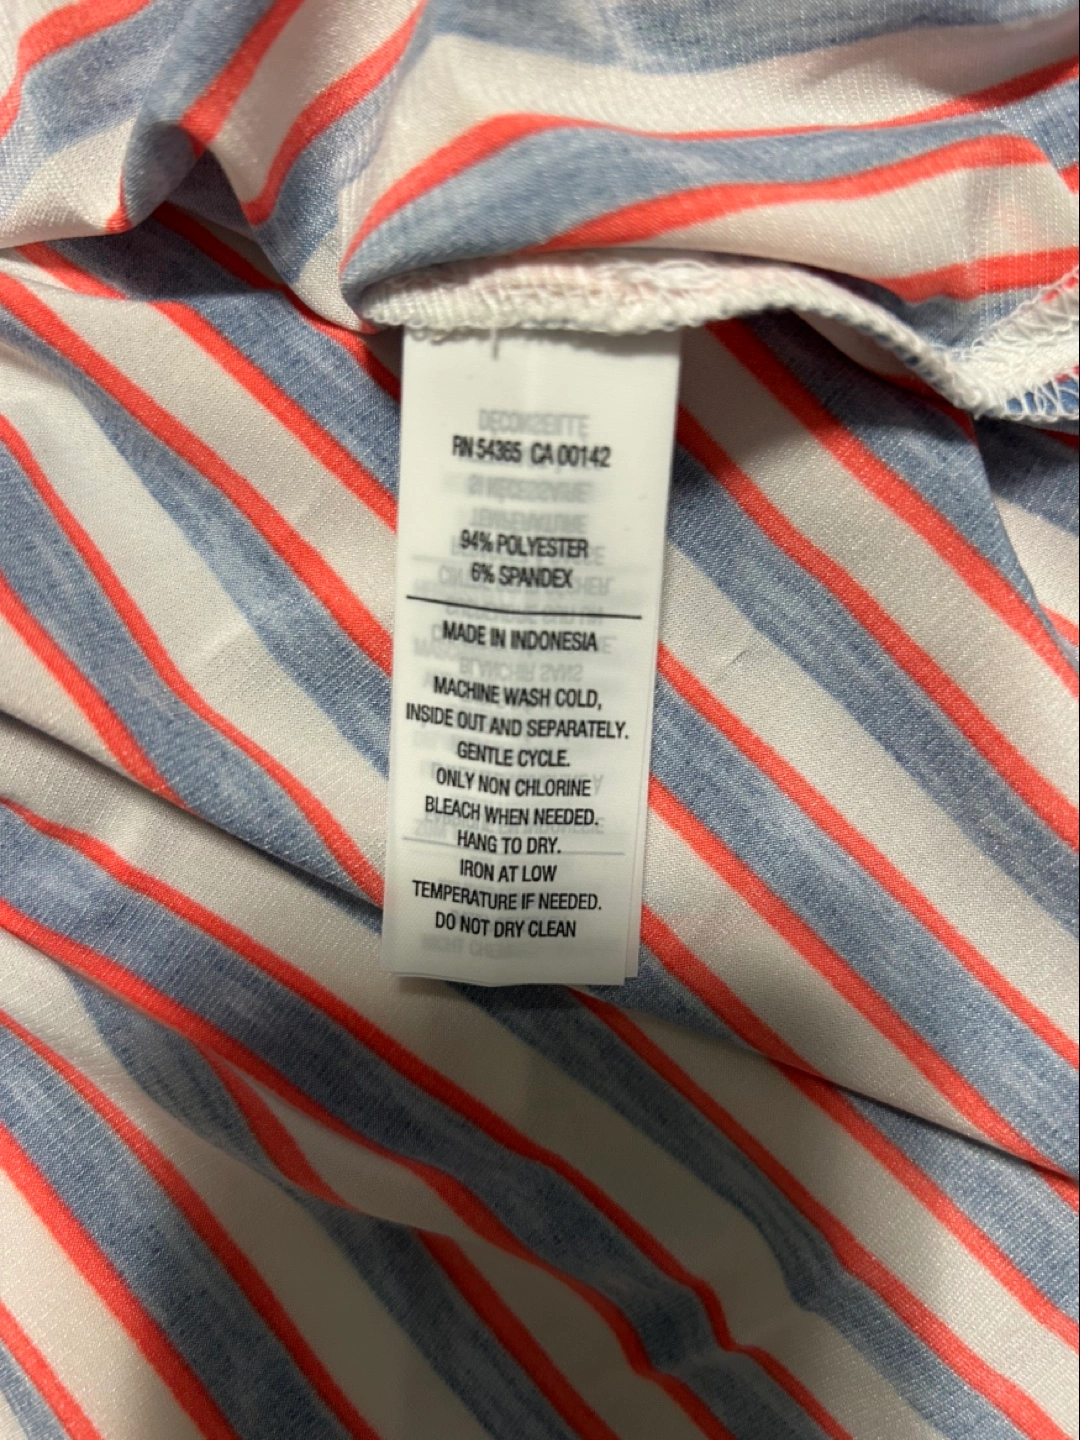 RN 54365 CA 00142
94% POLYESTER
6% SPANDEX
MADE IN INDONESIA
MACHINE WASH COLD,
INSIDE OUT AND SEPARATELY.
GENTLE CYCLE.
ONLY NON CHLORINE
BLEACH WHEN NEEDED.
HANG TO DRY.
IRON AT LOW
TEMPERATURE IF NEEDED.
DO NOT DRY CLEAN